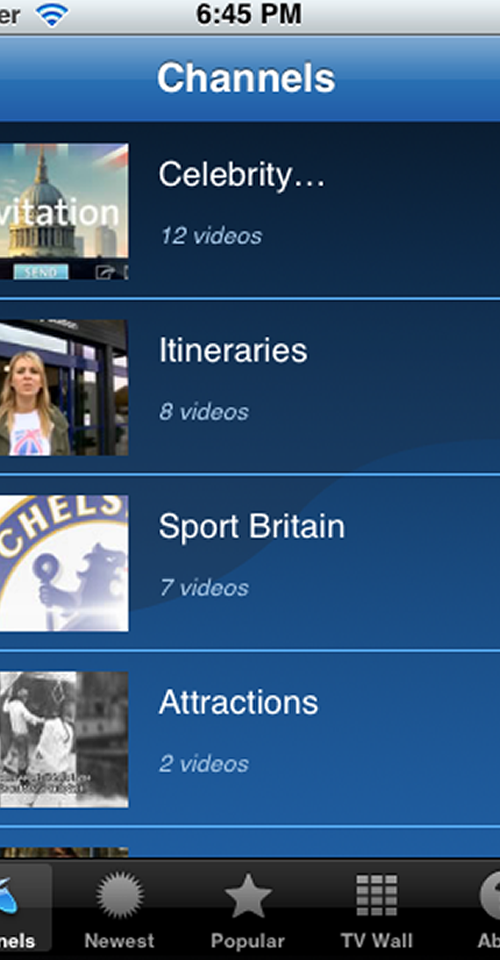 er 6:45 PM
Channels
vitation
SEND
Celebrity...
12 videos
Itineraries
8 videos
CHELS
Sport Britain
7 videos
Attractions
2 videos
nels Newest Popular TV Wall Ab